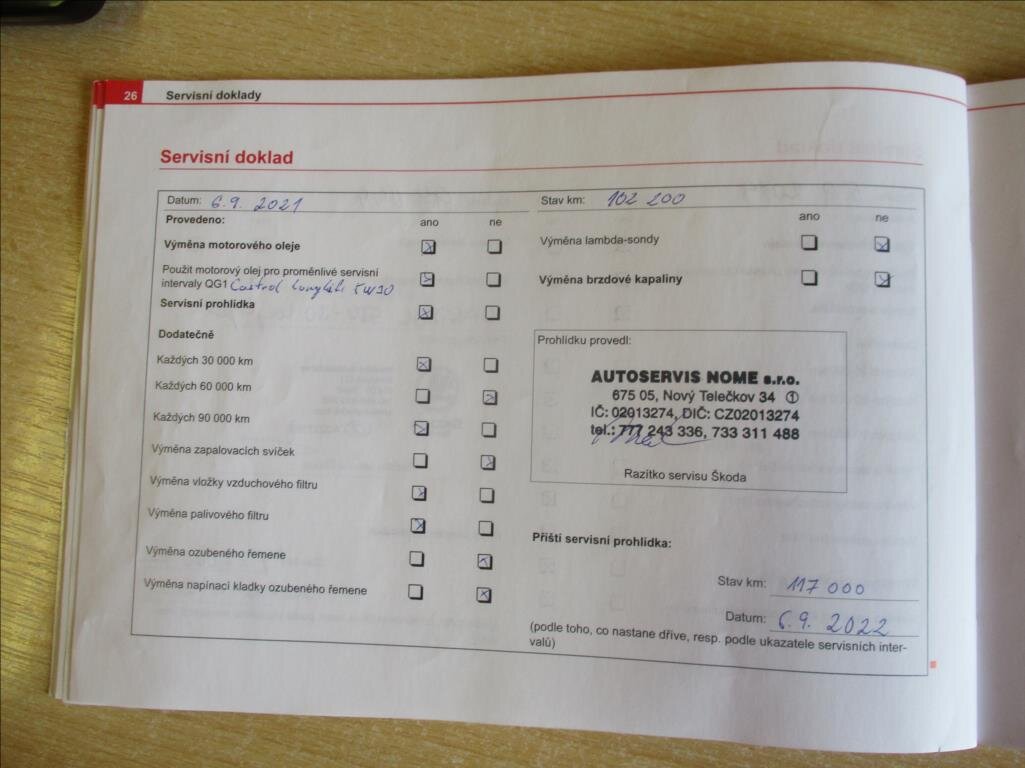 26 Servisní doklady
Servisní doklad
Datum: 6.9. 2021
Provedeno: ano ne
Výměna motorového oleje
Použit motorový olej pro proměnlivé servisní
intervaly QG1 Castrol Longlife 5W30
Servisní prohlídka
Dodatečně
Každých 30 000 km
Každých 60 000 km
Každých 90 000 km
Výměna zapalovacích svíček
Výměna vložky vzduchového filtru
Výměna palivového filtru
Výměna ozubeného řemene
Výměna napínací kladky ozubeného řemene
Stav km: 102 200
ano ne
Výměna lambda-sondy
Výměna brzdové kapaliny
Prohlídku provedl:
AUTOSERVIS NOME s.r.o.
675 05, Nový Telečkov 34 ①
IČ: 02013274, DIČ: CZ02013274
tel.: 777 243 336, 733 311 488
Razítko servisu Škoda
Příští servisní prohlídka:
Stav km: 117 000
Datum: 6.9. 2022
(podle toho, co nastane dříve, resp. podle ukazatele servisních inter-
valů)